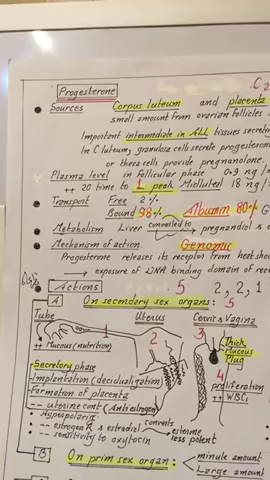 .C 2
Progesterone
Sources Corpus luteum and placenta
small amount from ovarian follicles
Important intermediate in ALL tissues secre
In C luteum, granulosa cells secrete progesteron
or theca cells provide pregnanolone.
Plasma level in follicular phase 0.9 ng/
++ 20 time to L peak Midluteal 18 ng/
Transport Free 2%
Bound 98% Albumin 80% G
Metabolism Liver converted to pregnandiol & c
Mechanism of action Genomic
Progesterone releases its receptor from heat sho
→ exposure of DNA binding domain of rec
Actions 5 2, 2, 1
A On secondary sex organs: 5
Tube Uterus Cervix & Vagina
++ Mucous (nutrition) 2 3 Thick Mucous Plug
Secretory phase
Implantation (decidualization) 4
Formation of placenta proliferation
-- uterine cont (Antiestrogen) ++ WBCs
• Hyperpolariz
• -- estrogen R & estradiol converts → estrone
• -- sensitivity to oxytocin less potent
B On prim sex organ: minute amount
Large amount